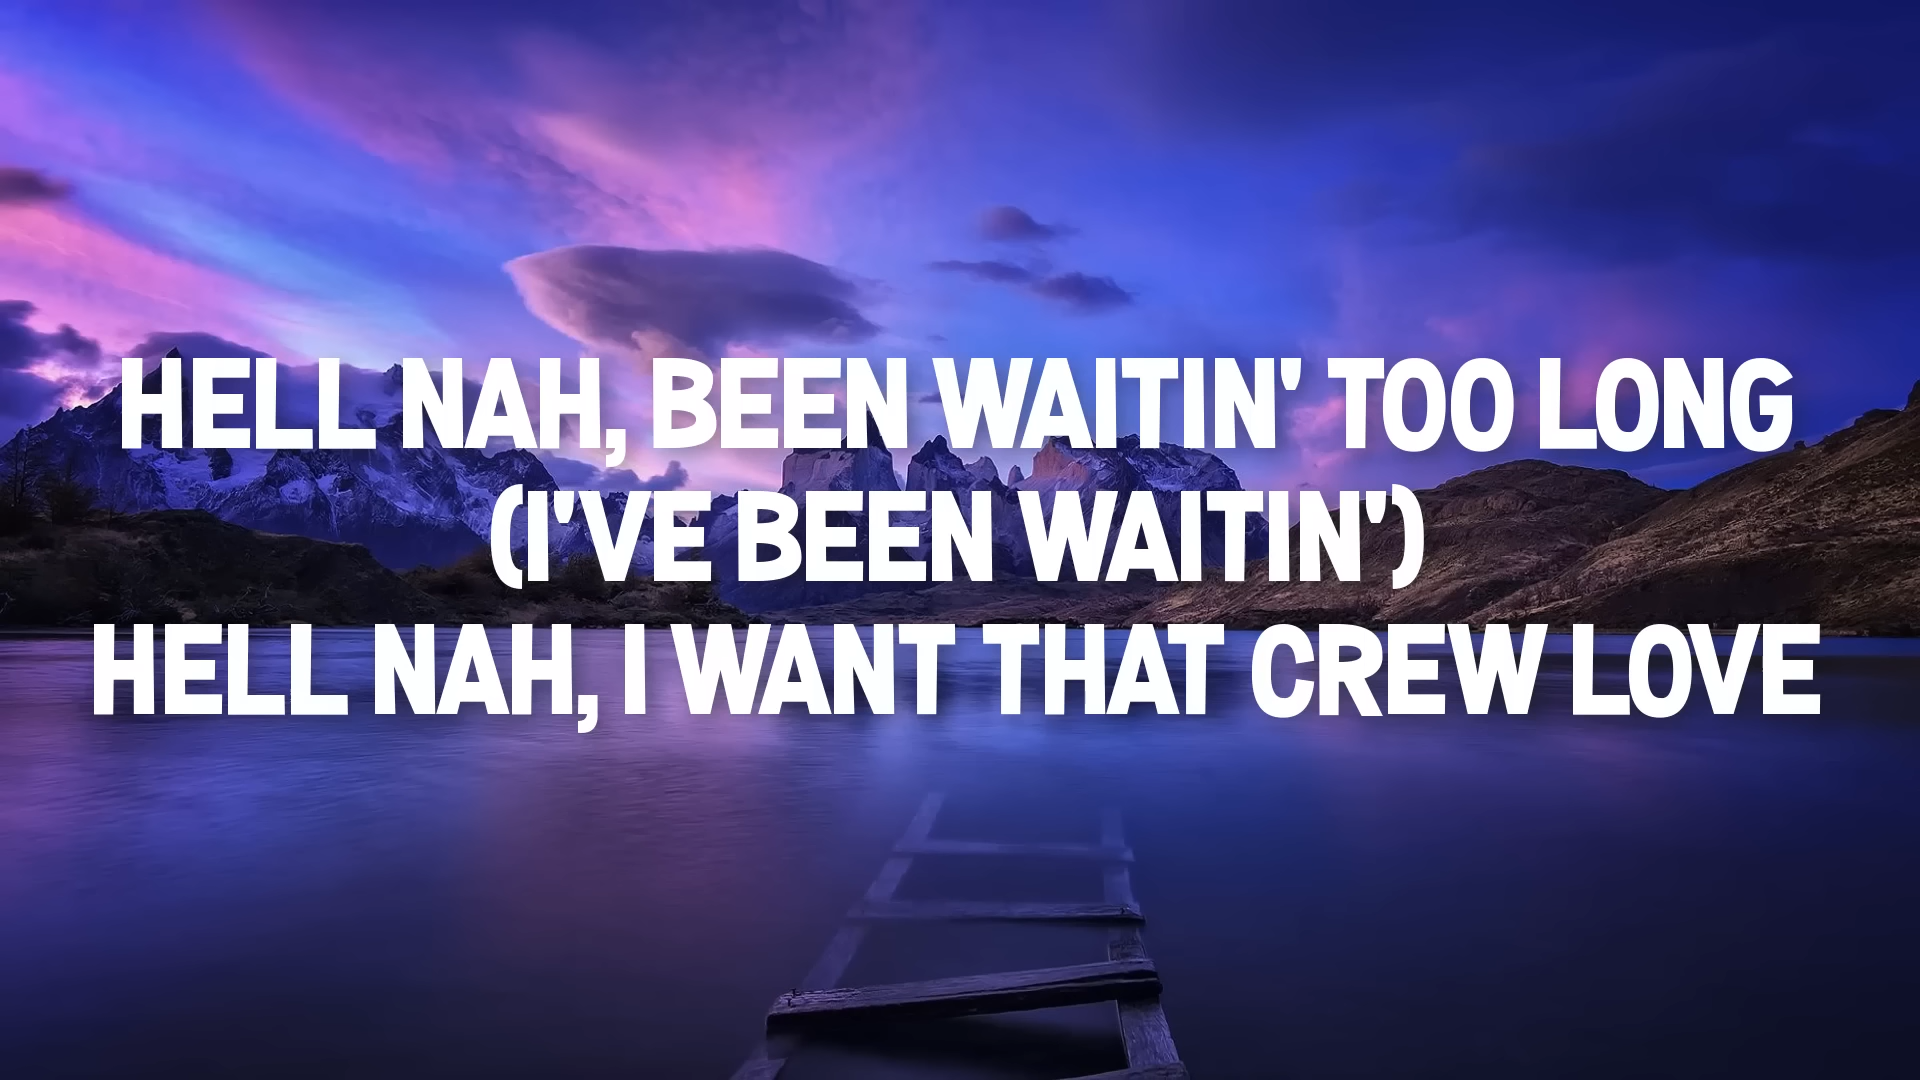 HELL NAH, BEEN WAITIN' TOO LONG
(I'VE BEEN WAITIN')
HELL NAH, I WANT THAT CREW LOVE